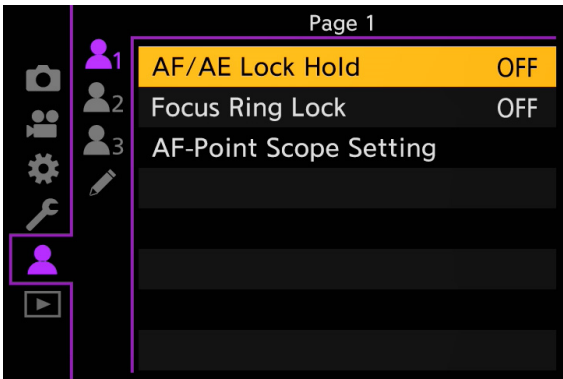 Page 1
1
2
3
AF/AE Lock Hold OFF
Focus Ring Lock OFF
AF-Point Scope Setting